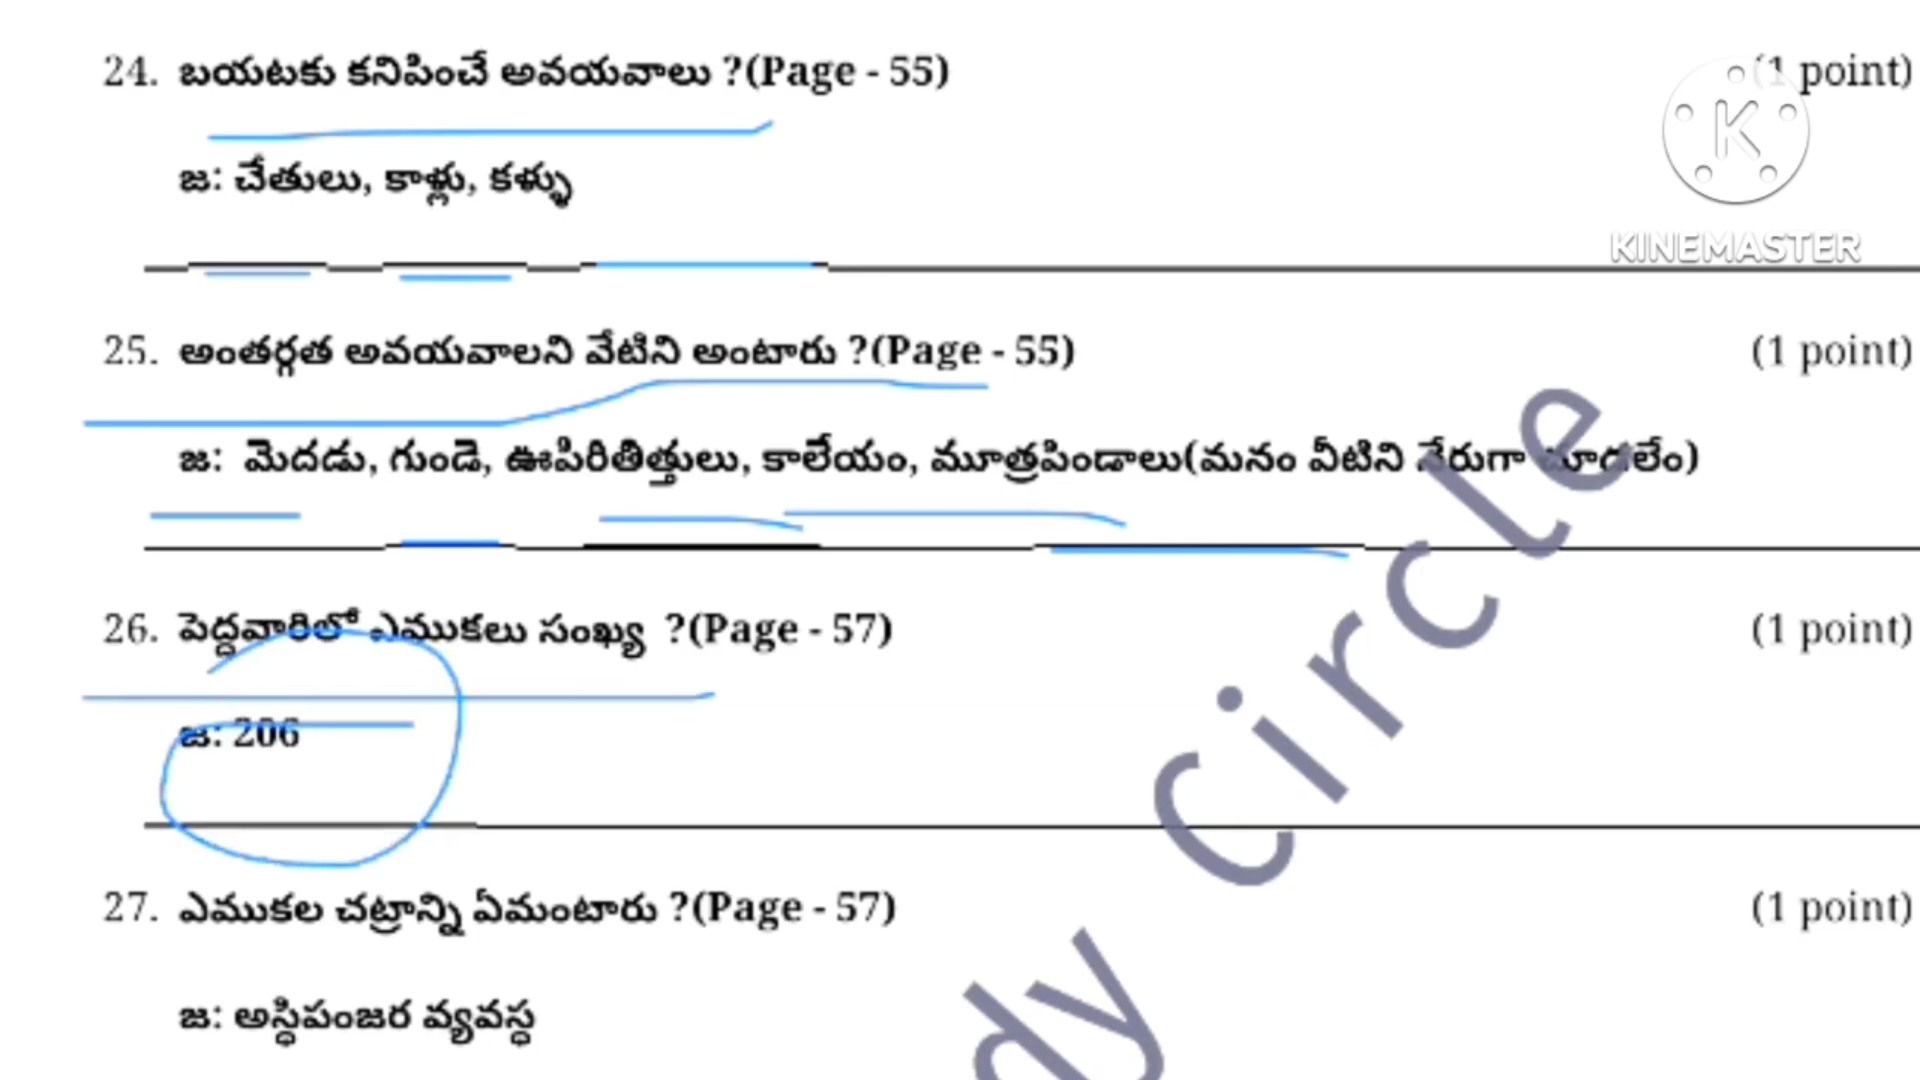 24. బయటకు కనిపించే అవయవాలు ?(Page - 55) (1 point)
KINEMASTER
జ: చేతులు, కాళ్లు, కళ్ళు
25. అంతర్గత అవయవాలని వేటిని అంటారు ?(Page - 55) (1 point)
జ: మెదడు, గుండె, ఊపిరితిత్తులు, కాలేయం, మూత్రపిండాలు(మనం వీటిని నేరుగా చూడలేం)
26. పెద్దవారిలో ఎముకలు సంఖ్య ?(Page - 57) (1 point)
జ: 206
27. ఎముకల చట్రాన్ని ఏమంటారు ?(Page - 57) (1 point)
జ: అస్థిపంజర వ్యవస్థ
dy Circle